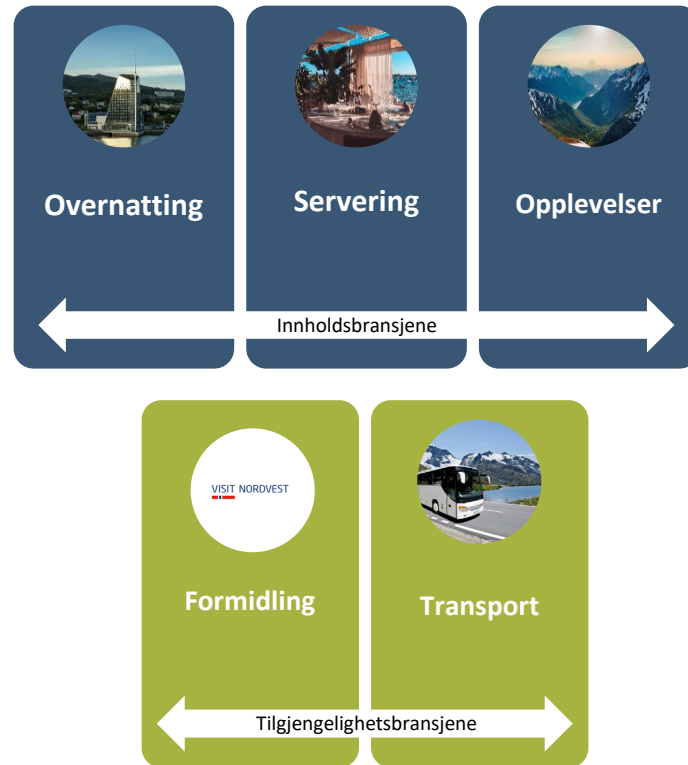 Overnatting
Servering
Opplevelser
Innholdsbransjene
VISIT NORDVEST
Formidling
Transport
Tilgjengelighetsbransjene